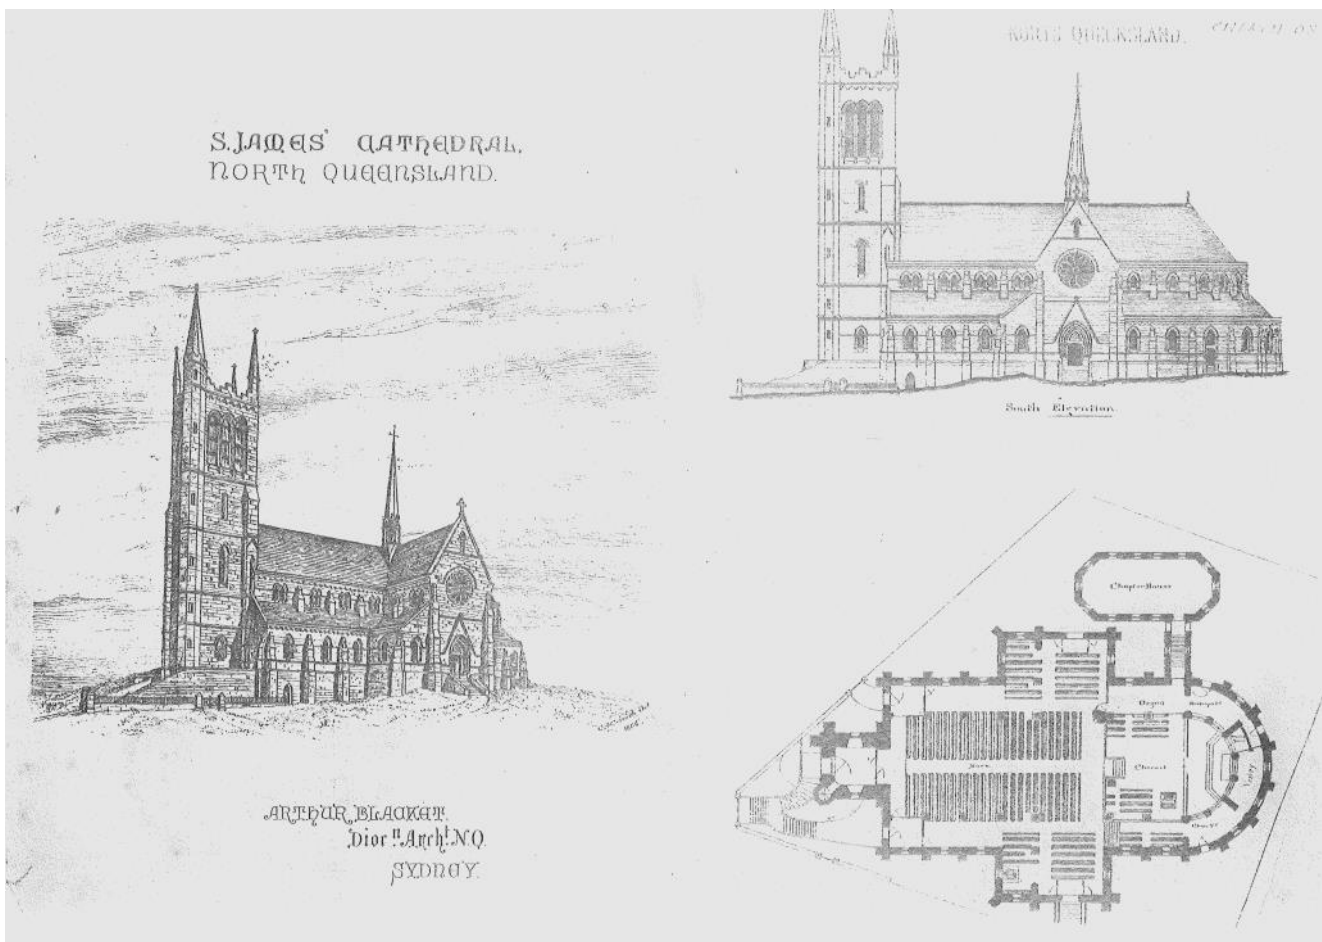 S. JAMES' CATHEDRAL,
NORTH QUEENSLAND.
ARTHUR BLACKET.
Dioc.ⁿ Archᵗ N.Q.
SYDNEY.
NORTH QUEENSLAND.
South Elevation.
Chapter House
Organ
Nave
Chancel